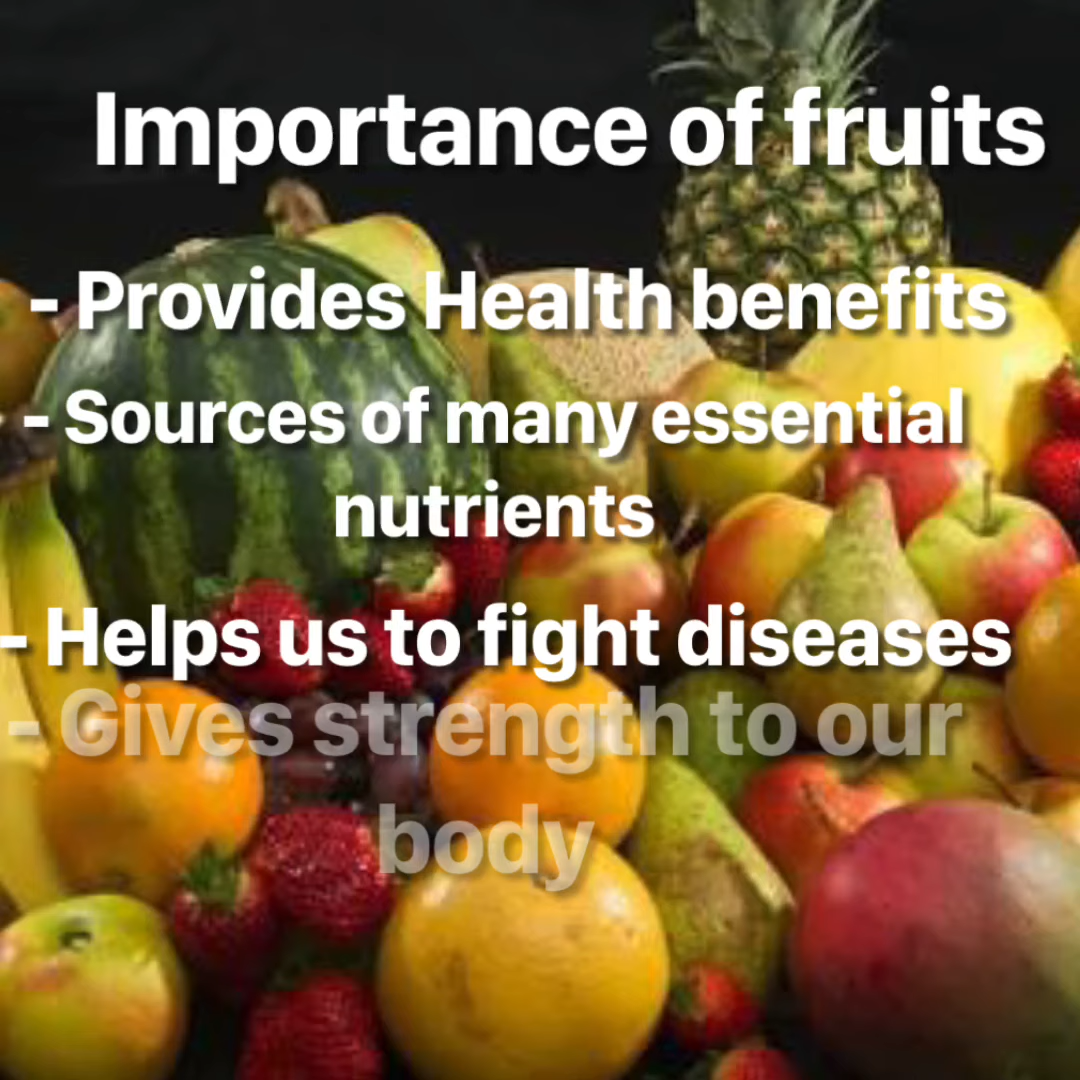 Importance of fruits
- Provides Health benefits
- Sources of many essential
nutrients
- Helps us to fight diseases
- Gives strength to our
body